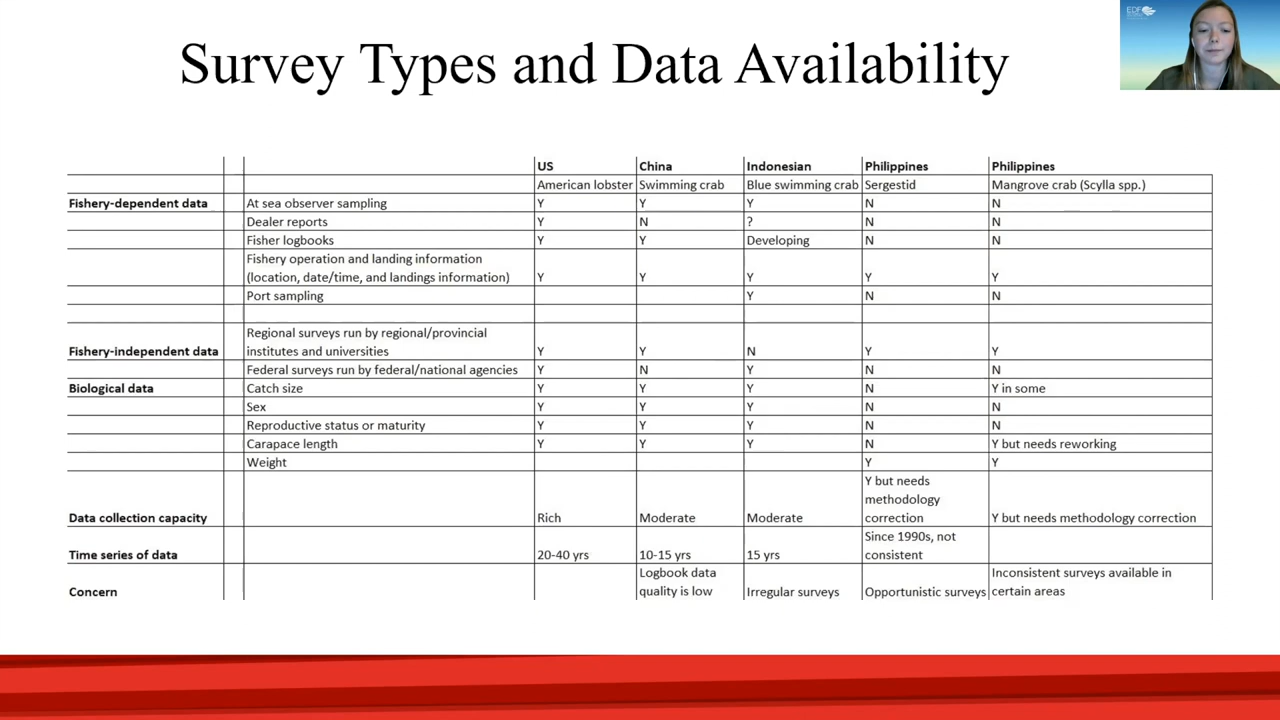 EDF
Survey Types and Data Availability
US China Indonesian Philippines Philippines
American lobster Swimming crab Blue swimming crab Sergestid Mangrove crab (Scylla spp.)
Fishery-dependent data At sea observer sampling Y Y Y N N
Dealer reports Y N ? N N
Fisher logbooks Y Y Developing N N
Fishery operation and landing information
(location, date/time, and landings information) Y Y Y Y Y
Port sampling Y N N
Regional surveys run by regional/provincial
Fishery-independent data institutes and universities Y Y N Y Y
Federal surveys run by federal/national agencies Y N Y N N
Biological data Catch size Y Y Y N Y in some
Sex Y Y Y N N
Reproductive status or maturity Y Y Y N N
Carapace length Y Y Y N Y but needs reworking
Weight Y Y
Y but needs
methodology
Data collection capacity Rich Moderate Moderate correction Y but needs methodology correction
Since 1990s, not
Time series of data 20-40 yrs 10-15 yrs 15 yrs consistent
Logbook data Inconsistent surveys available in
Concern quality is low Irregular surveys Opportunistic surveys certain areas